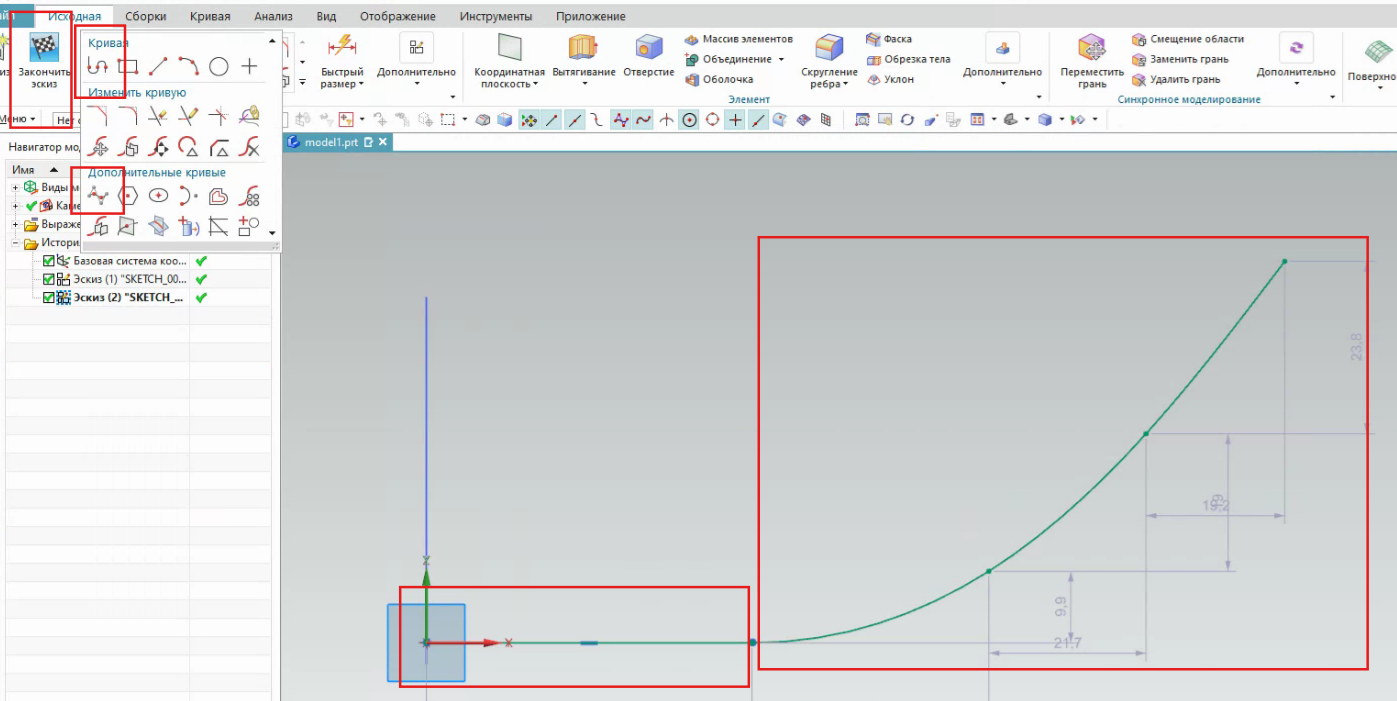 Исходная Сборки Кривая Анализ Вид Отображение Инструменты Приложение
Закончить
эскиз
Кривая
Изменить кривую
Дополнительные кривые
Быстрый
размер
Дополнительно
Координатная
плоскость
Вытягивание
Отверстие
Массив элементов
Объединение
Оболочка
Скругление
ребра
Фаска
Обрезка тела
Уклон
Дополнительно
Элемент
Переместить
грань
Смещение области
Заменить грань
Удалить грань
Дополнительно
Поверхно
Синхронное моделирование
Меню
Нет
Навигатор мо
model1.prt
Имя
Виды м
Каме
Выраже
Истори
Базовая система коо...
Эскиз (1) "SKETCH_00...
Эскиз (2) "SKETCH_...
23,8
19,2
9,9
21,7
X